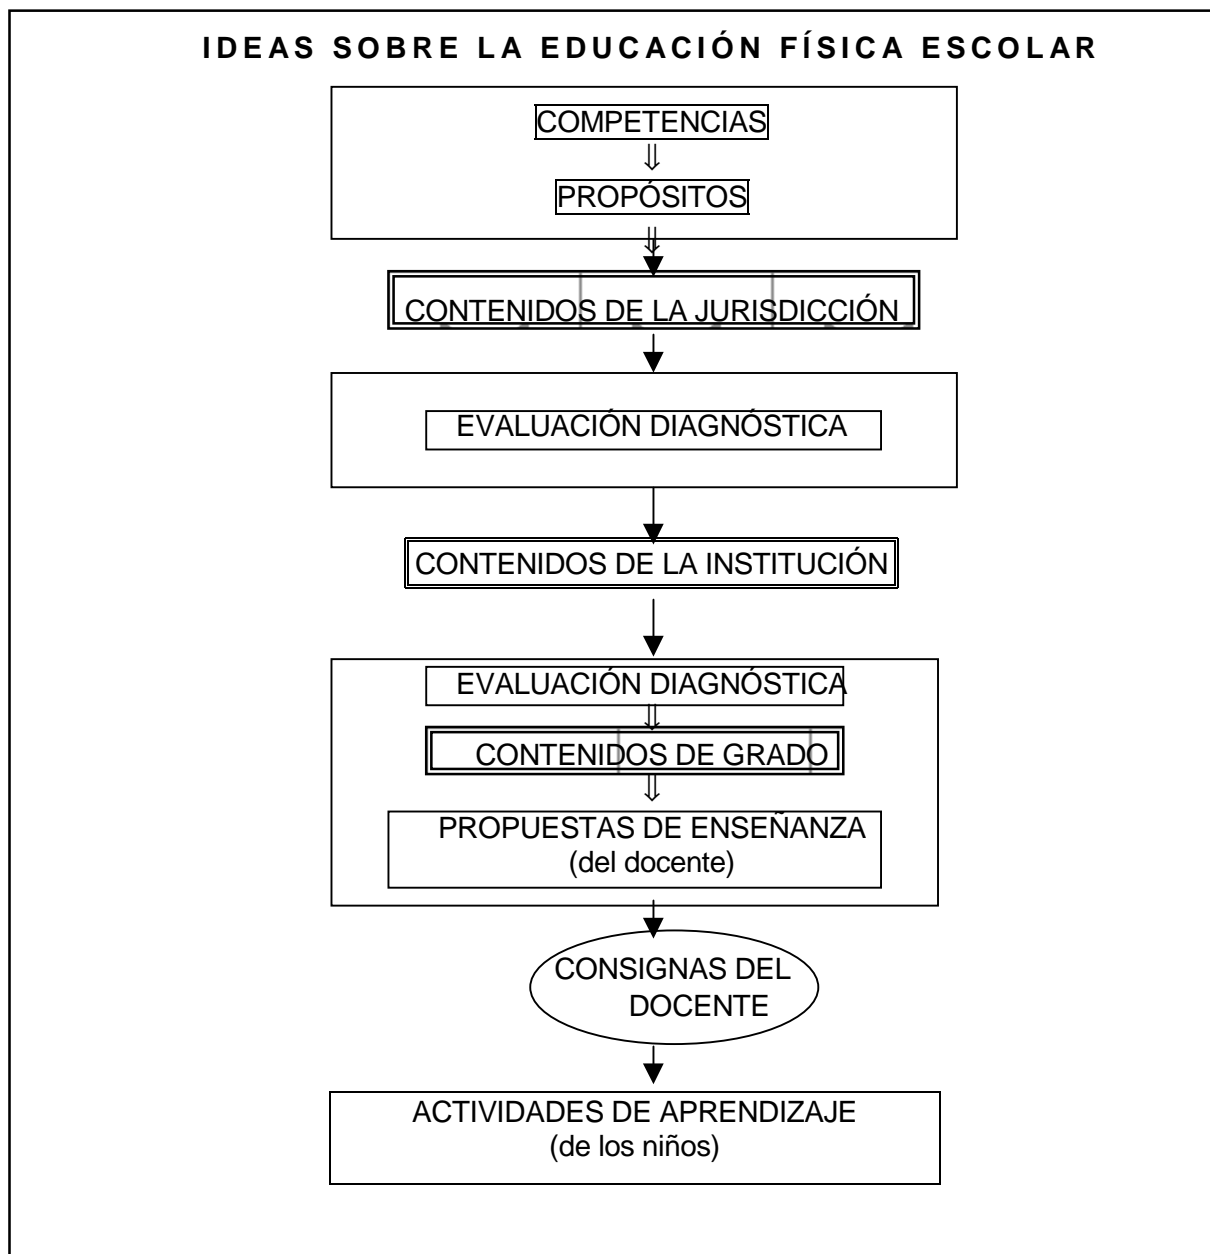 IDEAS SOBRE LA EDUCACIÓN FÍSICA ESCOLAR
COMPETENCIAS
⇓
PROPÓSITOS
⇓
CONTENIDOS DE LA JURISDICCIÓN
EVALUACIÓN DIAGNÓSTICA
CONTENIDOS DE LA INSTITUCIÓN
EVALUACIÓN DIAGNÓSTICA
⇓
CONTENIDOS DE GRADO
⇓
PROPUESTAS DE ENSEÑANZA
(del docente)
CONSIGNAS DEL
DOCENTE
ACTIVIDADES DE APRENDIZAJE
(de los niños)